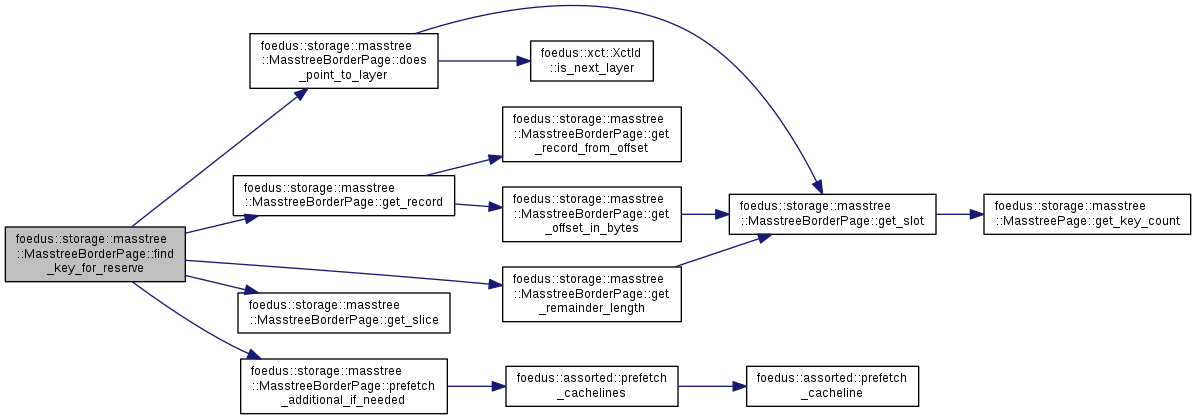 foedus::storage::masstree
::MasstreeBorderPage::find
_key_for_reserve
foedus::storage::masstree
::MasstreeBorderPage::does
_point_to_layer
foedus::xct::XctId
::is_next_layer
foedus::storage::masstree
::MasstreeBorderPage::get_record
foedus::storage::masstree
::MasstreeBorderPage::get
_record_from_offset
foedus::storage::masstree
::MasstreeBorderPage::get
_offset_in_bytes
foedus::storage::masstree
::MasstreeBorderPage::get_slot
foedus::storage::masstree
::MasstreePage::get_key_count
foedus::storage::masstree
::MasstreeBorderPage::get
_remainder_length
foedus::storage::masstree
::MasstreeBorderPage::get_slice
foedus::storage::masstree
::MasstreeBorderPage::prefetch
_additional_if_needed
foedus::assorted::prefetch
_cachelines
foedus::assorted::prefetch
_cacheline